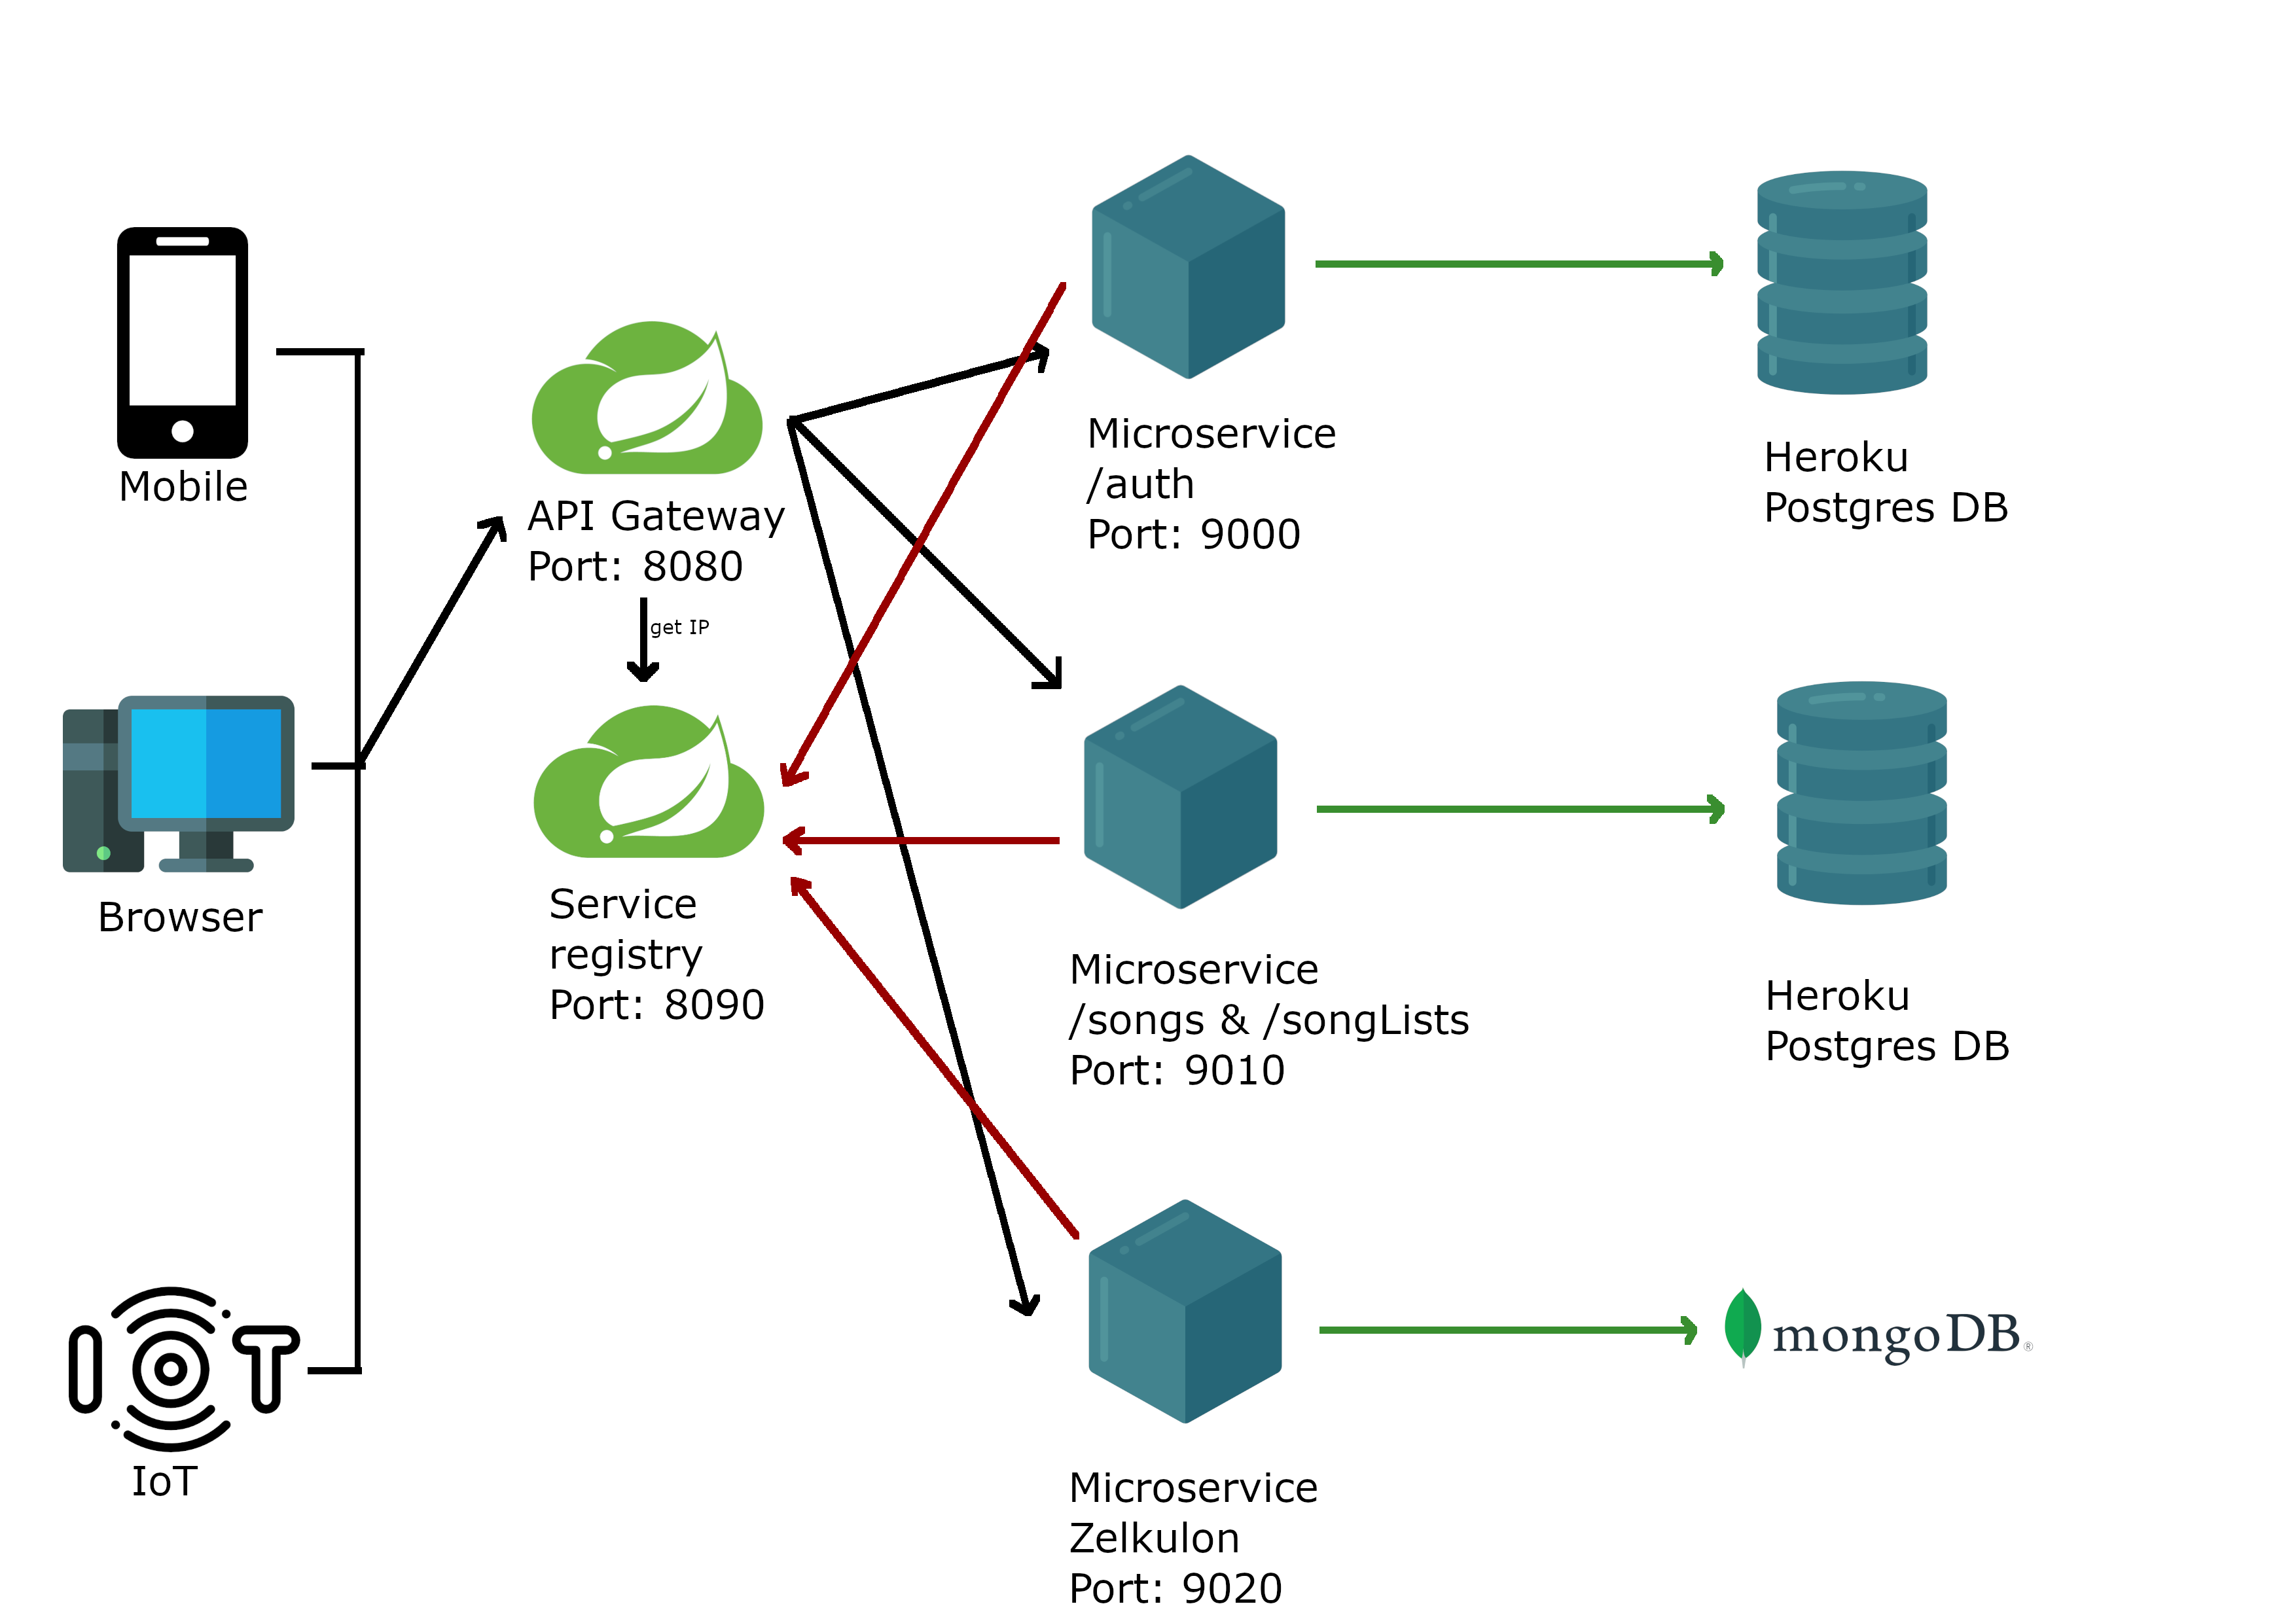 Mobile
Browser
IOT
IoT
API Gateway
Port: 8080
get IP
Service
registry
Port: 8090
Microservice
/auth
Port: 9000
Microservice
/songs & /songLists
Port: 9010
Microservice
Zelkulon
Port: 9020
Heroku
Postgres DB
Heroku
Postgres DB
mongoDB®